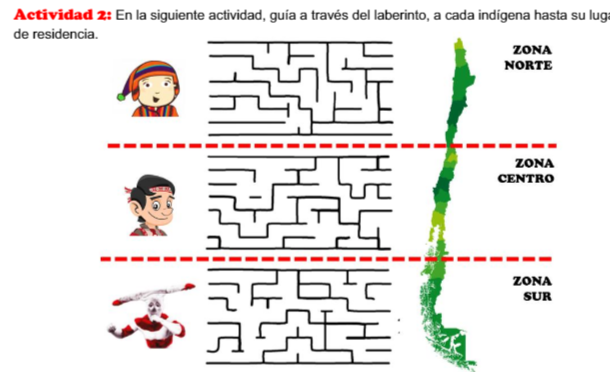 Actividad 2: En la siguiente actividad, guía a través del laberinto, a cada indígena hasta su
de residencia.
ZONA
NORTE
ZONA
CENTRO
ZONA
SUR